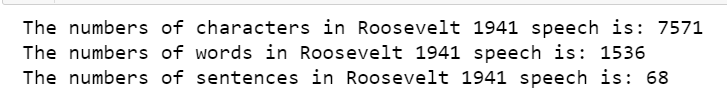 The numbers of characters in Roosevelt 1941 speech is: 7571
The numbers of words in Roosevelt 1941 speech is: 1536
The numbers of sentences in Roosevelt 1941 speech is: 68